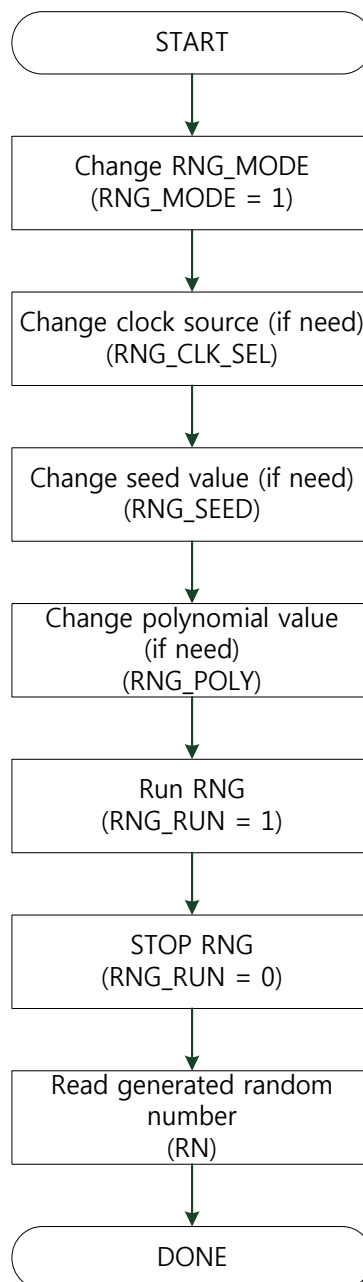 START
Change RNG_MODE
(RNG_MODE = 1)
Change clock source (if need)
(RNG_CLK_SEL)
Change seed value (if need)
(RNG_SEED)
Change polynomial value
(if need)
(RNG_POLY)
Run RNG
(RNG_RUN = 1)
STOP RNG
(RNG_RUN = 0)
Read generated random
number
(RN)
DONE